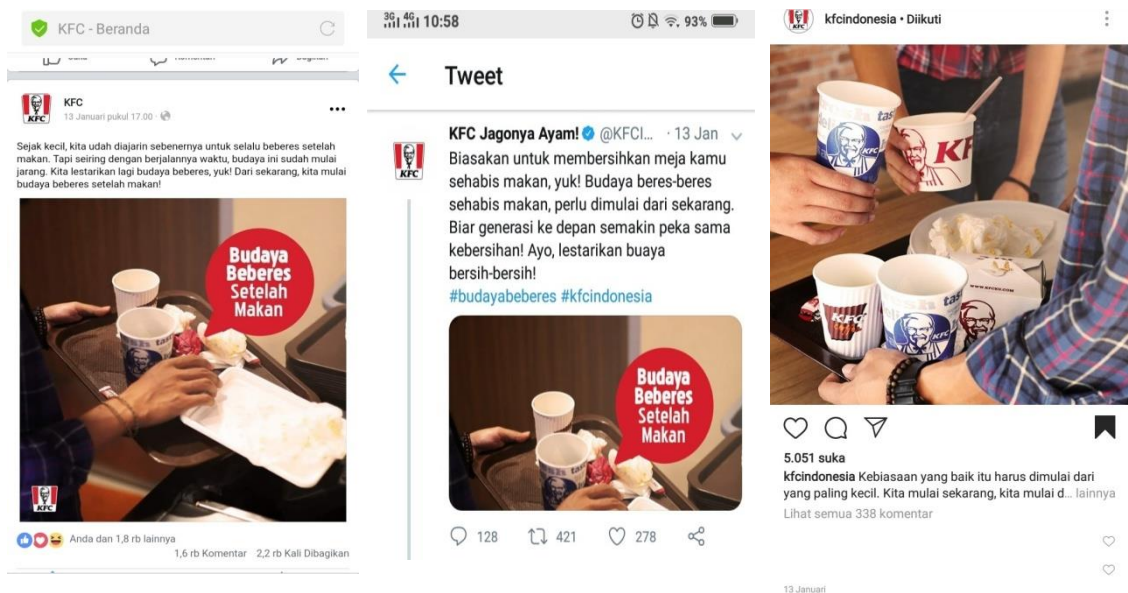 KFC - Beranda
KFC
13 Januari pukul 17.00
Sejak kecil, kita udah diajarin sebenernya untuk selalu beberes setelah
makan. Tapi seiring dengan berjalannya waktu, budaya ini sudah mulai
jarang. Kita lestarikan lagi budaya beberes, yuk! Dari sekarang, kita mulai
budaya beberes setelah makan!
Budaya
Beberes
Setelah
Makan
KFC
Anda dan 1,8 rb lainnya
1,6 rb Komentar 2,2 rb Kali Dibagikan
3G 4G 10:58 93%
Tweet
KFC Jagonya Ayam! @KFCI... · 13 Jan
KFC
Biasakan untuk membersihkan meja kamu
sehabis makan, yuk! Budaya beres-beres
sehabis makan, perlu dimulai dari sekarang.
Biar generasi ke depan semakin peka sama
kebersihan! Ayo, lestarikan buaya
bersih-bersih!
#budayabeberes #kfcindonesia
Budaya
Beberes
Setelah
Makan
128 421 278
KFC
kfcindonesia • Diikuti
KF
KFC
5.051 suka
kfcindonesia Kebiasaan yang baik itu harus dimulai dari
yang paling kecil. Kita mulai sekarang, kita mulai d... lainnya
Lihat semua 338 komentar
13 Januari